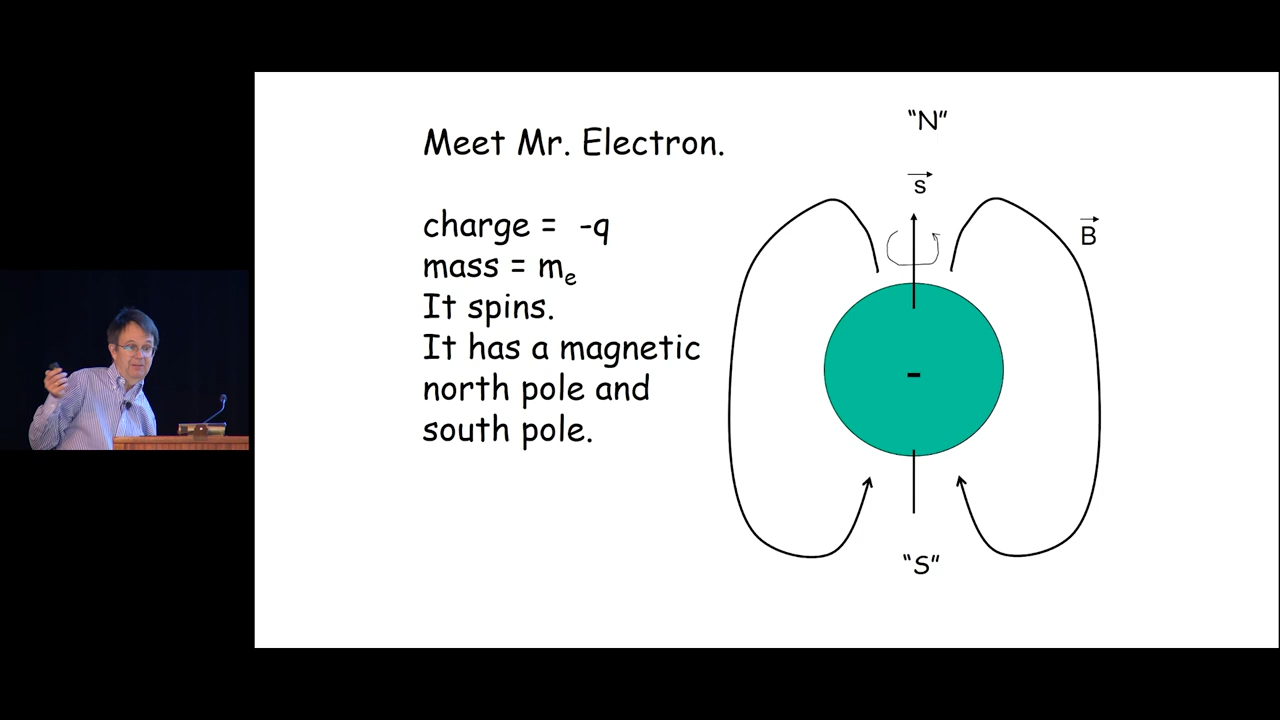 Meet Mr. Electron.
charge = -q
mass = mₑ
It spins.
It has a magnetic
north pole and
south pole.
“N”
s⃗
B⃗
-
“S”